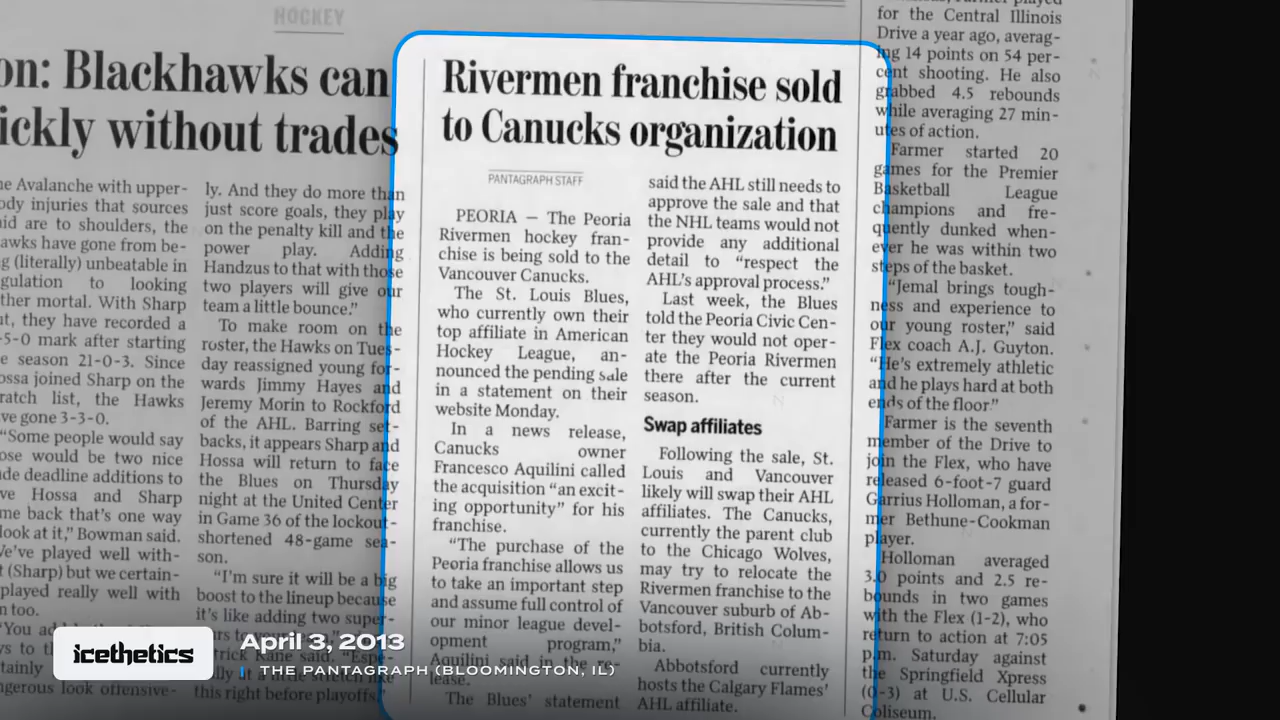 HOCKEY
on: Blackhawks can
ickly without trades
he Avalanche with upper-
ody injuries that sources
aid are to shoulders, the
awks have gone from be-
g (literally) unbeatable in
gulation to looking
ther mortal. With Sharp
ut, they have recorded a
-5-0 mark after starting
e season 21-0-3. Since
ossa joined Sharp on the
ratch list, the Hawks
ve gone 3-3-0.
"Some people would say
ose would be two nice
ade deadline additions to
ve Hossa and Sharp
me back that's one way
look at it," Bowman said.
We've played well with-
t (Sharp) but we certain-
played really well with
n too.
"You
ys to
tainly
ngerous look offensive-
ly. And they do more than
just score goals, they play
on the penalty kill and the
power play. Adding
Handzus to that with those
two players will give our
team a little bounce."
To make room on the
roster, the Hawks on Tues-
day reassigned young for-
wards Jimmy Hayes and
Jeremy Morin to Rockford
of the AHL. Barring set-
backs, it appears Sharp and
Hossa will return to face
the Blues on Thursday
night at the United Center
in Game 36 of the lockout-
shortened 48-game sea-
son.
"I'm sure it will be a big
boost to the lineup because
it's like adding two super-
this right before playoffs."
Rivermen franchise sold
to Canucks organization
PANTAGRAPH STAFF
PEORIA — The Peoria
Rivermen hockey fran-
chise is being sold to the
Vancouver Canucks.
The St. Louis Blues,
who currently own their
top affiliate in American
Hockey League, an-
nounced the pending sale
in a statement on their
website Monday.
In a news release,
Canucks owner
Francesco Aquilini called
the acquisition "an excit-
ing opportunity" for his
franchise.
"The purchase of the
Peoria franchise allows us
to take an important step
and assume full control of
our minor league devel-
opment program,"
Aquilini said in the re-
lease.
The Blues' statement
said the AHL still needs to
approve the sale and that
the NHL teams would not
provide any additional
detail to "respect the
AHL's approval process."
Last week, the Blues
told the Peoria Civic Cen-
ter they would not oper-
ate the Peoria Rivermen
there after the current
season.
Swap affiliates
Following the sale, St.
Louis and Vancouver
likely will swap their AHL
affiliates. The Canucks,
currently the parent club
to the Chicago Wolves,
may try to relocate the
Rivermen franchise to the
Vancouver suburb of Ab-
botsford, British Colum-
bia.
Abbotsford currently
hosts the Calgary Flames'
AHL affiliate.
for the Central Illinois
Drive a year ago, averag-
ing 14 points on 54 per-
cent shooting. He also
grabbed 4.5 rebounds
while averaging 27 min-
utes of action.
Farmer started 20
games for the Premier
Basketball League
champions and fre-
quently dunked when-
ever he was within two
steps of the basket.
"Jemal brings tough-
ness and experience to
our young roster," said
Flex coach A.J. Guyton.
"He's extremely athletic
and he plays hard at both
ends of the floor."
Farmer is the seventh
member of the Drive to
join the Flex, who have
released 6-foot-7 guard
Garrius Holloman, a for-
mer Bethune-Cookman
player.
Holloman averaged
3.0 points and 2.5 re-
bounds in two games
with the Flex (1-2), who
return to action at 7:05
p.m. Saturday against
the Springfield Xpress
(0-3) at U.S. Cellular
Coliseum.
icethetics
April 3, 2013
THE PANTAGRAPH (BLOOMINGTON, IL)